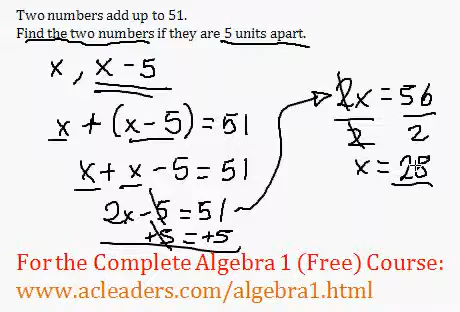 Two numbers add up to 51.
Find the two numbers if they are 5 units apart.
x , x - 5
x + (x - 5) = 51
x + x - 5 = 51
2x - 5 = 51
+5 = +5
2x = 56
2 2
x = 28
For the Complete Algebra 1 (Free) Course:
www.acleaders.com/algebra1.html